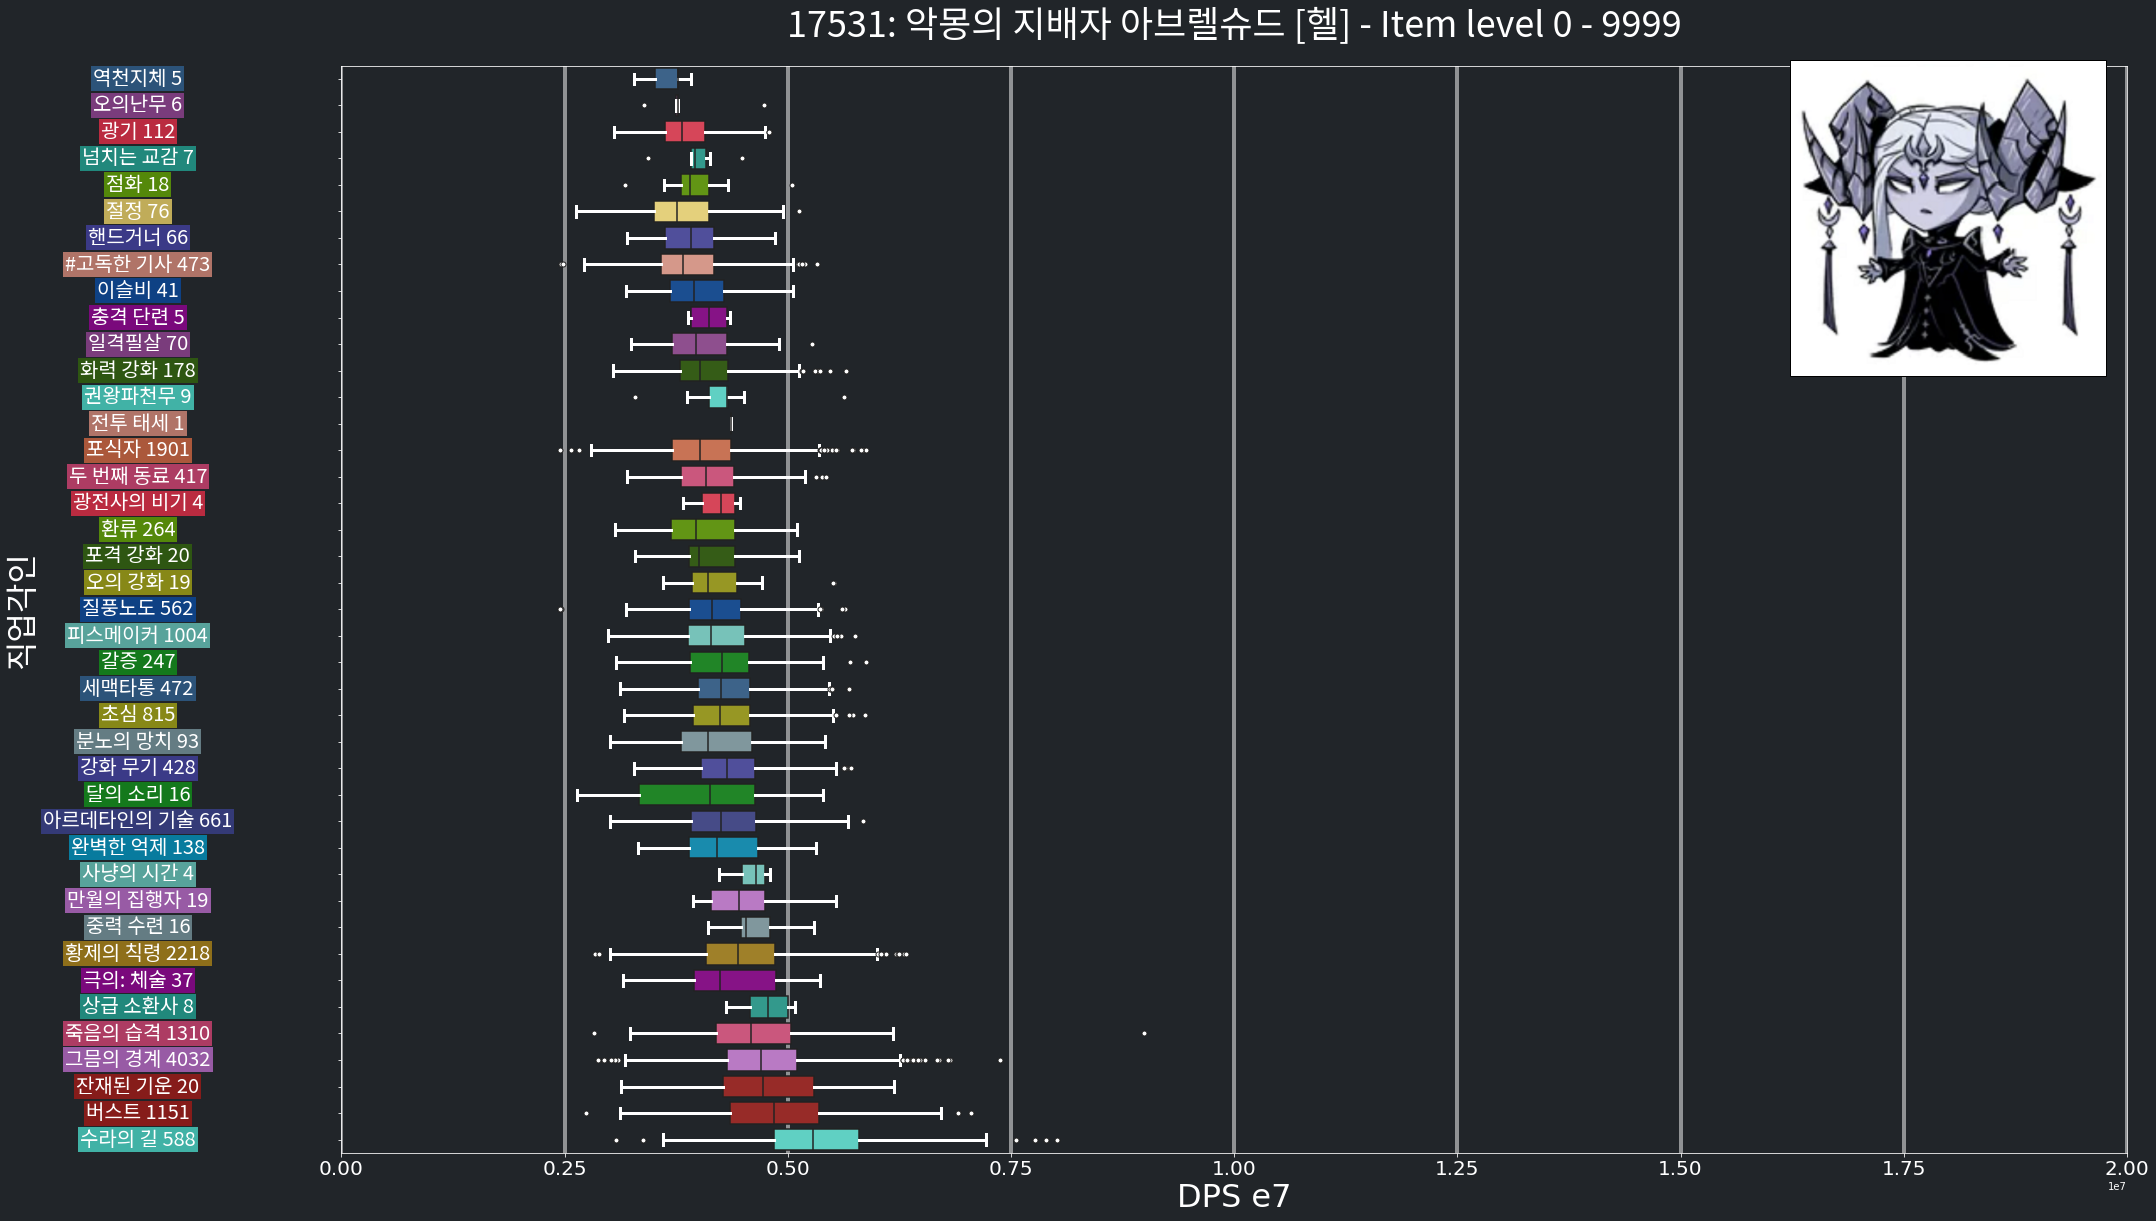 17531: 악몽의 지배자 아브렐슈드 [헬] - Item level 0 - 9999
직업각인
역천지체 5
오의난무 6
광기 112
넘치는 교감 7
점화 18
절정 76
핸드거너 66
#고독한 기사 473
이슬비 41
충격 단련 5
일격필살 70
화력 강화 178
권왕파천무 9
전투 태세 1
포식자 1901
두 번째 동료 417
광전사의 비기 4
환류 264
포격 강화 20
오의 강화 19
질풍노도 562
피스메이커 1004
갈증 247
세맥타통 472
초심 815
분노의 망치 93
강화 무기 428
달의 소리 16
아르데타인의 기술 661
완벽한 억제 138
사냥의 시간 4
만월의 집행자 19
중력 수련 16
황제의 칙령 2218
극의: 체술 37
상급 소환사 8
죽음의 습격 1310
그믐의 경계 4032
잔재된 기운 20
버스트 1151
수라의 길 588
0.00 0.25 0.50 0.75 1.00 1.25 1.50 1.75 2.00
1e7
DPS e7